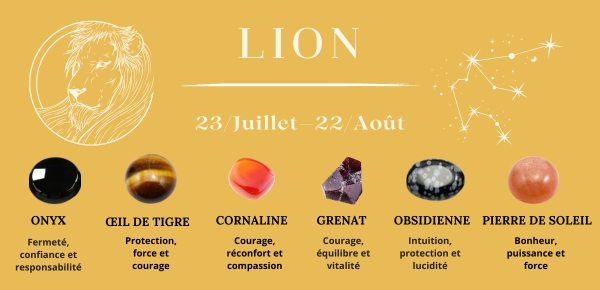 LION
23/Juillet—22/Août
ONYX
Fermeté,
confiance et
responsabilité
ŒIL DE TIGRE
Protection,
force et
courage
CORNALINE
Courage,
réconfort et
compassion
GRENAT
Courage,
équilibre et
vitalité
OBSIDIENNE
Intuition,
protection et
lucidité
PIERRE DE SOLEIL
Bonheur,
puissance et
force